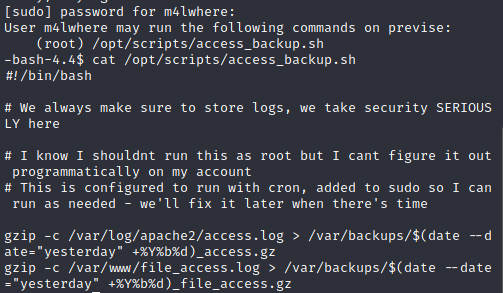 [sudo] password for m4lwhere:
User m4lwhere may run the following commands on previse:
    (root) /opt/scripts/access_backup.sh
-bash-4.4$ cat /opt/scripts/access_backup.sh
#!/bin/bash

# We always make sure to store logs, we take security SERIOUS
LY here

# I know I shouldnt run this as root but I cant figure it out
 programmatically on my account
# This is configured to run with cron, added to sudo so I can
 run as needed - we'll fix it later when there's time

gzip -c /var/log/apache2/access.log > /var/backups/$(date --d
ate="yesterday" +%Y%b%d)_access.gz
gzip -c /var/www/file_access.log > /var/backups/$(date --date
="yesterday" +%Y%b%d)_file_access.gz